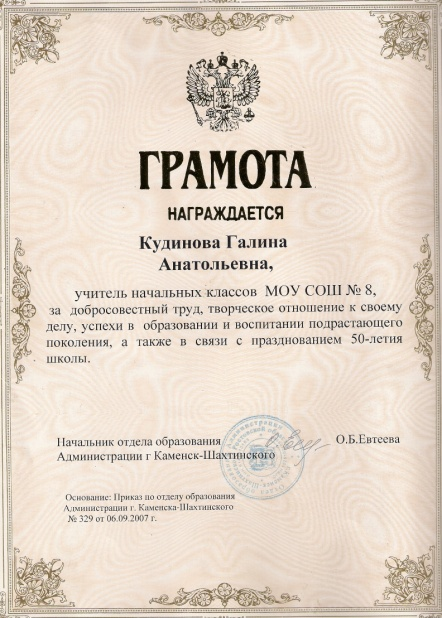 ГРАМОТА
НАГРАЖДАЕТСЯ
Кудинова Галина
Анатольевна,
учитель начальных классов МОУ СОШ № 8,
за добросовестный труд, творческое отношение к своему
делу, успехи в образовании и воспитании подрастающего
поколения, а также в связи с празднованием 50-летия
школы.
Начальник отдела образования О.Б.Евтеева
Администрации г Каменск-Шахтинского
Основание: Приказ по отделу образования
Администрации г. Каменска-Шахтинского
№ 329 от 06.09.2007 г.